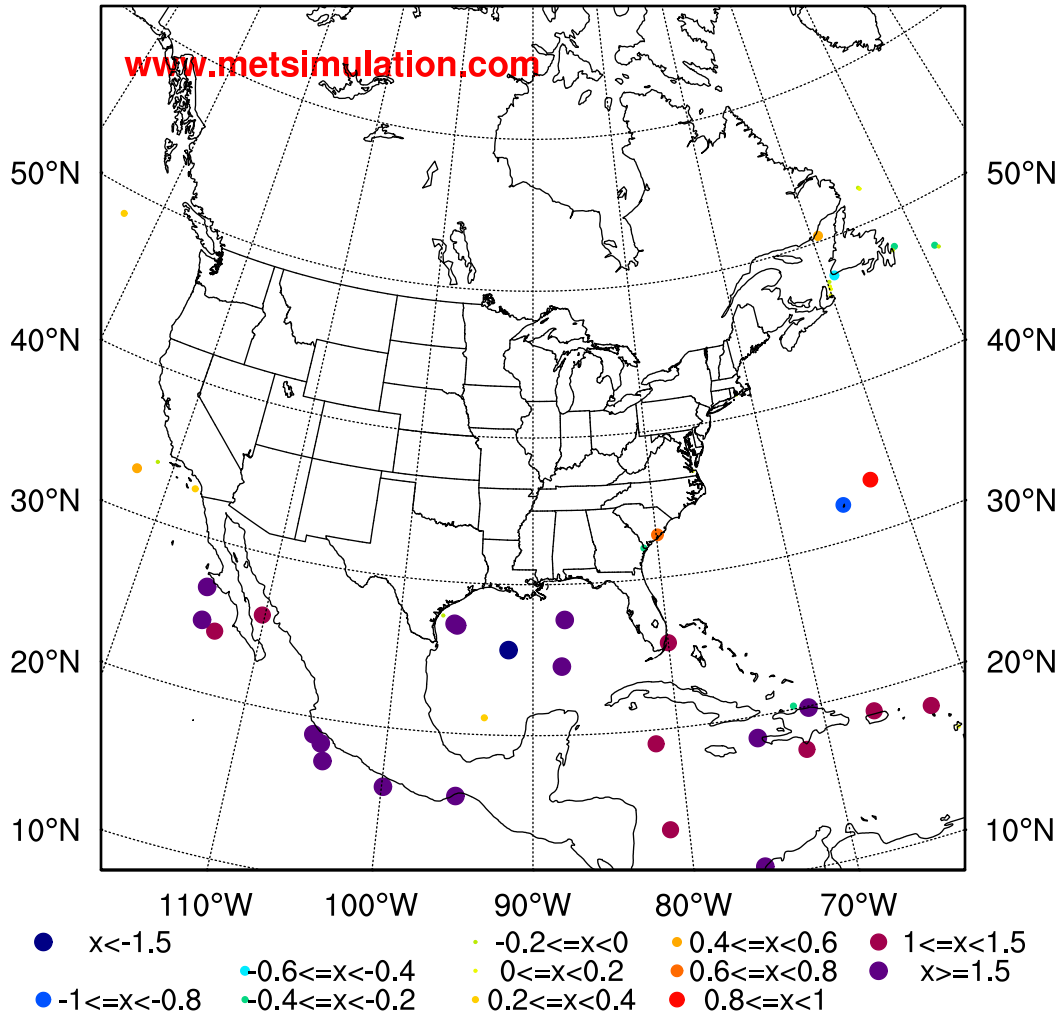 www.metsimulation.com
50°N 50°N
40°N 40°N
30°N 30°N
20°N 20°N
10°N 10°N
110°W 100°W 90°W 80°W 70°W
x<-1.5 -0.2<=x<0 0.4<=x<0.6 1<=x<1.5
-0.6<=x<-0.4 0<=x<0.2 0.6<=x<0.8 x>=1.5
-1<=x<-0.8 -0.4<=x<-0.2 0.2<=x<0.4 0.8<=x<1